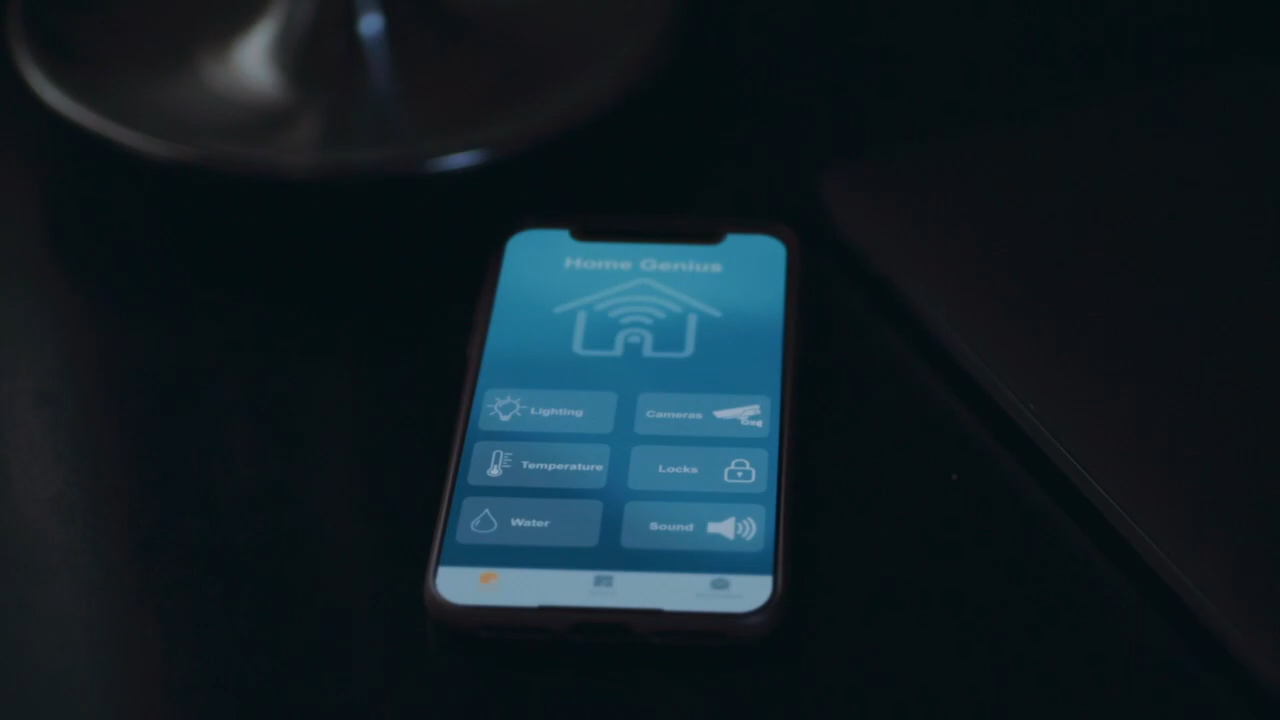 Home Genius
Lighting
Cameras
Temperature
Locks
Water
Sound